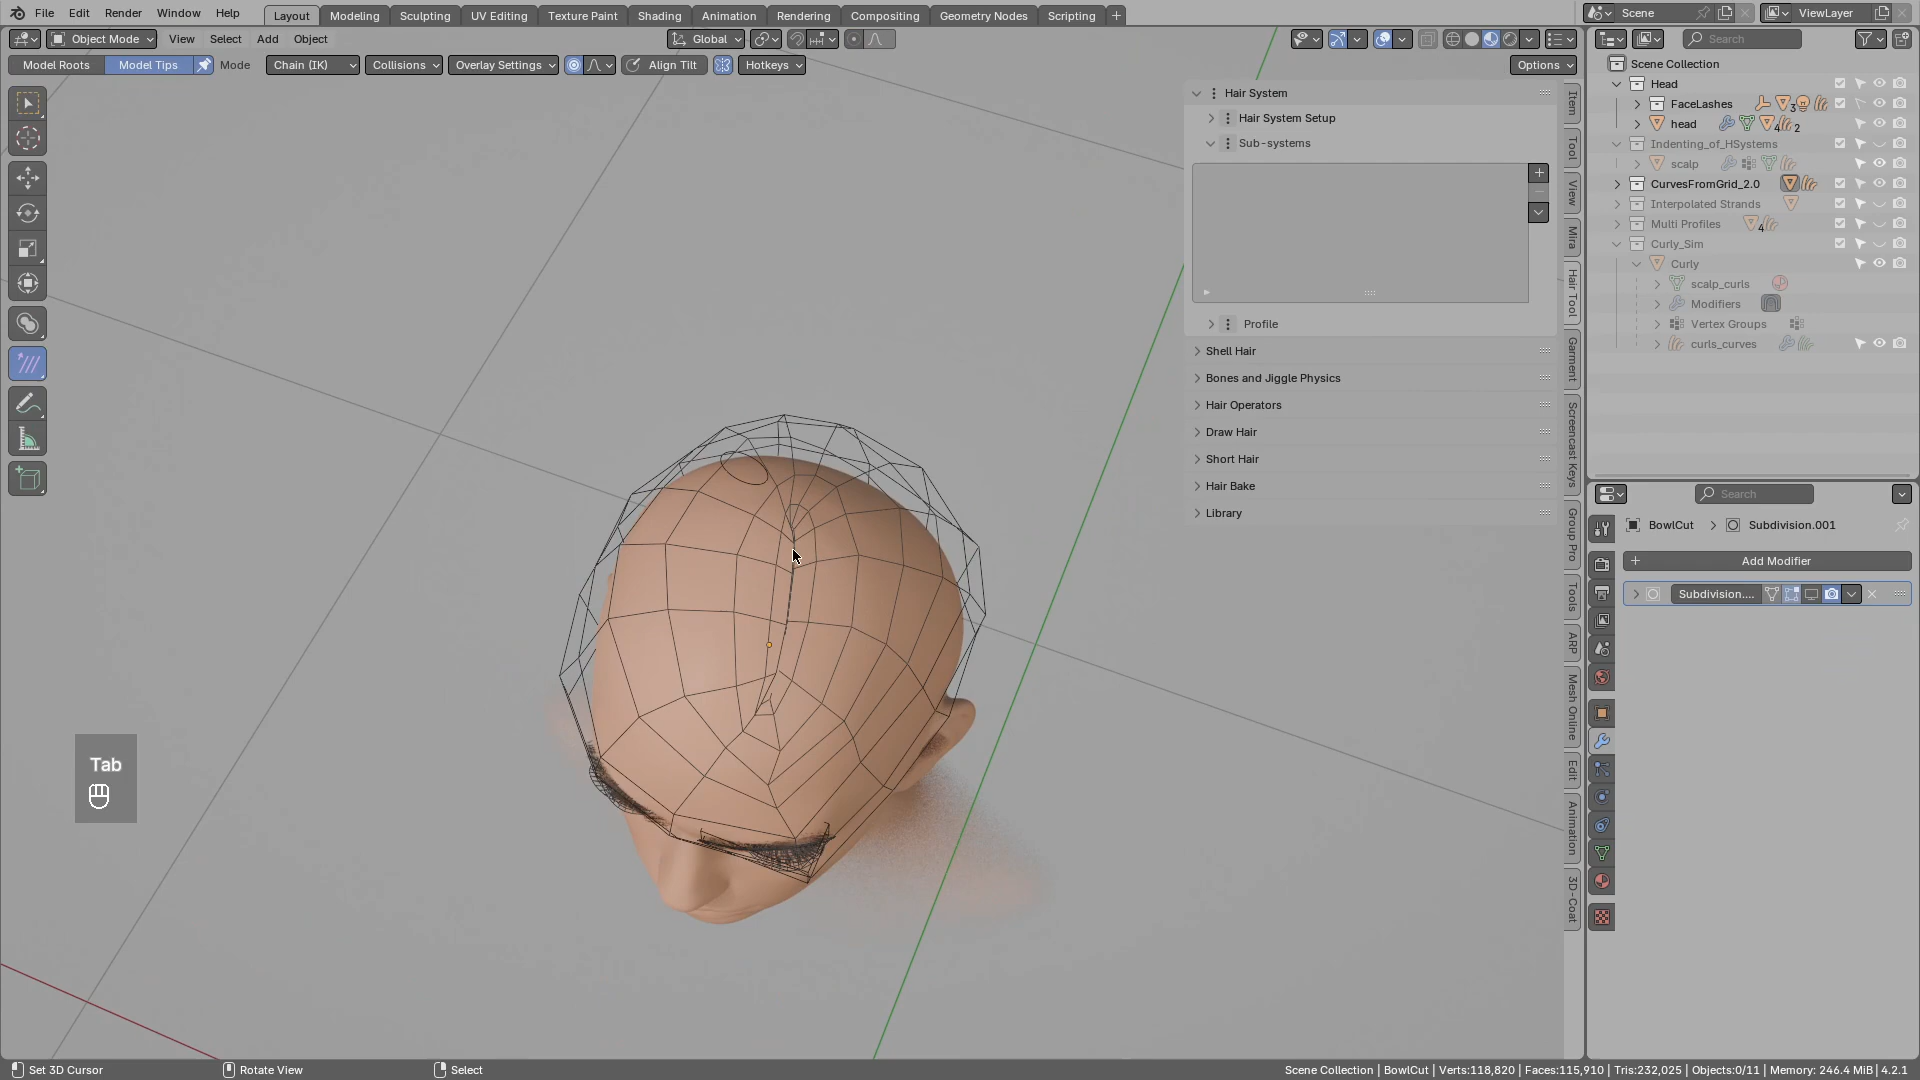 File Edit Render Window Help Layout Modeling Sculpting UV Editing Texture Paint Shading Animation Rendering Compositing Geometry Nodes Scripting + Scene ViewLayer
Object Mode View Select Add Object Global Search
Model Roots Model Tips Mode Chain (IK) Collisions Overlay Settings Align Tilt Hotkeys Options
Hair System
Hair System Setup
Sub-systems
Profile
Shell Hair
Bones and Jiggle Physics
Hair Operators
Draw Hair
Short Hair
Hair Bake
Library
Item
Tool
View
Mira
Hair Tool
Garment
Screencast Keys
Group Pro
Tools
ARP
Mesh Online
Edit
Animation
3D-Coat
Scene Collection
Head
FaceLashes 3
head 4 2
Indenting_of_HSystems
scalp
CurvesFromGrid_2.0
Interpolated Strands
Multi Profiles 4
Curly_Sim
Curly
scalp_curls
Modifiers
Vertex Groups
curls_curves
Search
BowlCut > Subdivision.001
+ Add Modifier
Subdivision....
Tab
Set 3D Cursor Rotate View Select Scene Collection | BowlCut | Verts:118,820 | Faces:115,910 | Tris:232,025 | Objects:0/11 | Memory: 246.4 MiB | 4.2.1